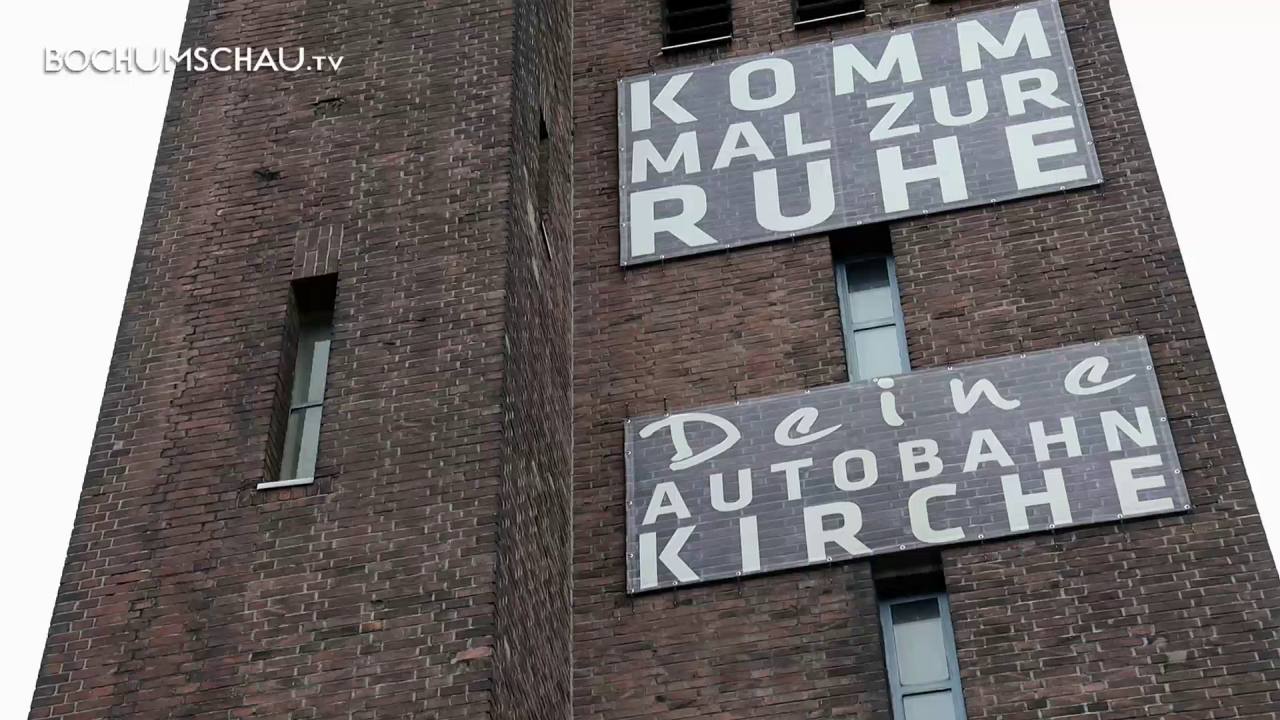 BOCHUMSCHAU.TV
KOMM
MAL ZUR
RUHE
Deine
AUTOBAHN
KIRCHE